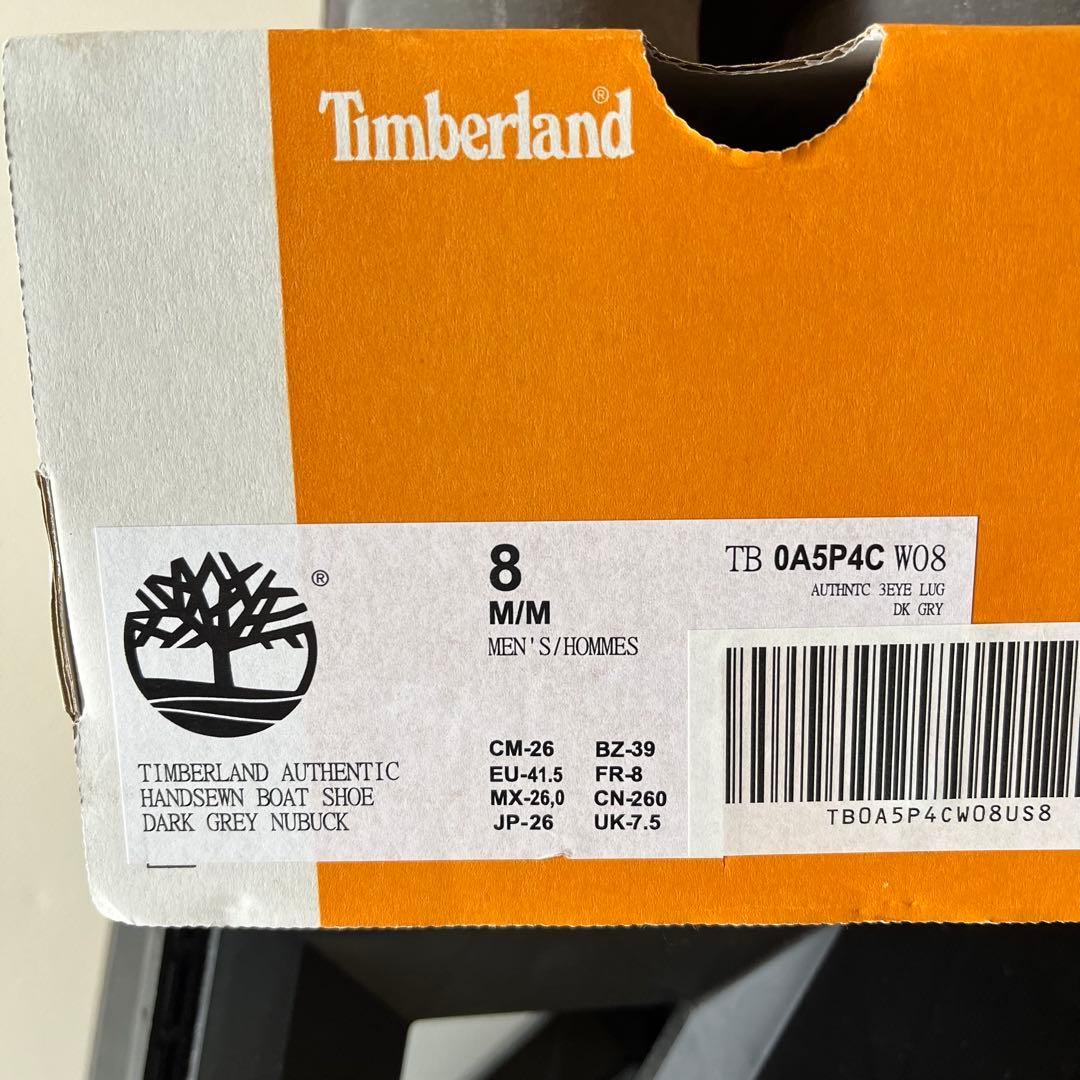 Timberland®
®
TIMBERLAND AUTHENTIC
HANDSEWN BOAT SHOE
DARK GREY NUBUCK
8
M/M
MEN'S/HOMMES
CM-26 BZ-39
EU-41.5 FR-8
MX-26,0 CN-260
JP-26 UK-7.5
TB 0A5P4C W08
AUTHNTC 3EYE LUG
DK GRY
TB0A5P4CW08US8